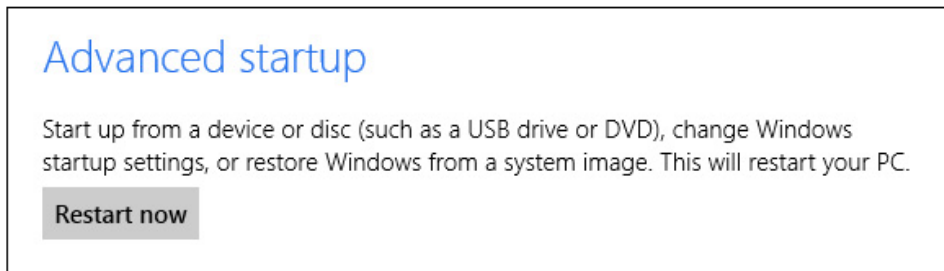 Advanced startup
Start up from a device or disc (such as a USB drive or DVD), change Windows
startup settings, or restore Windows from a system image. This will restart your PC.
Restart now